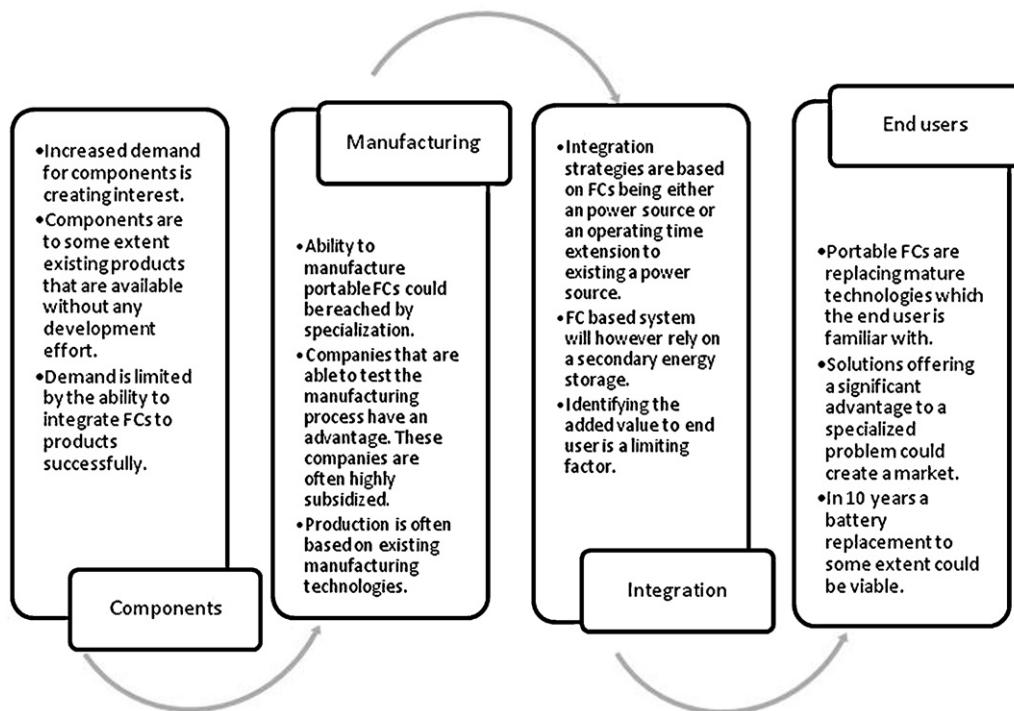 •Increased demand
for components is
creating interest.
•Components are
to some extent
existing products
that are available
without any
development
effort.
•Demand is limited
by the ability to
integrate FCs to
products
successfully.
Components
Manufacturing
•Ability to
manufacture
portable FCs could
be reached by
specialization.
•Companies that are
able to test the
manufacturing
process have an
advantage. These
companies are
often highly
subsidized.
•Production is often
based on existing
manufacturing
technologies.
•Integration
strategies are based
on FCs being either
an power source or
an operating time
extension to
existing a power
source.
•FC based system
will however rely on
a secondary energy
storage.
•Identifying the
added value to end
user is a limiting
factor.
Integration
End users
•Portable FCs are
replacing mature
technologies which
the end user is
familiar with.
•Solutions offering
a significant
advantage to a
specialized
problem could
create a market.
•In 10 years a
battery
replacement to
some extent could
be viable.